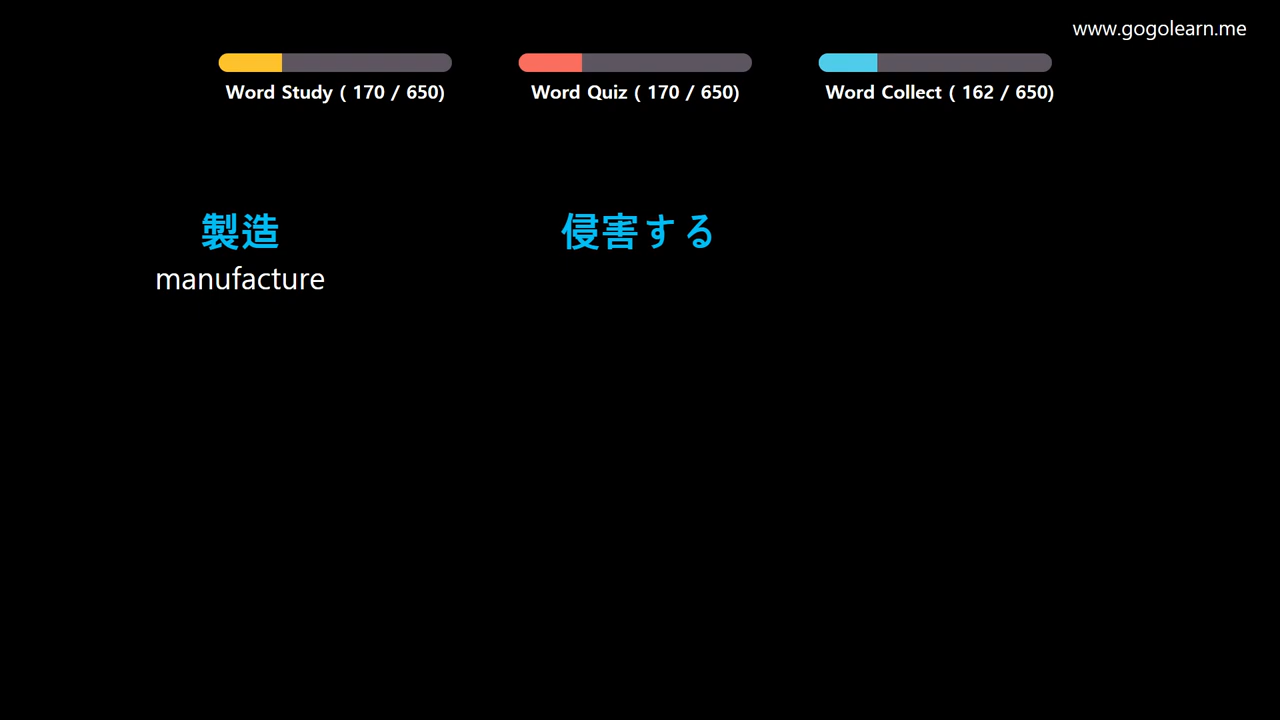 www.gogolearn.me
Word Study ( 170 / 650)
Word Quiz ( 170 / 650)
Word Collect ( 162 / 650)
製造
侵害する
manufacture